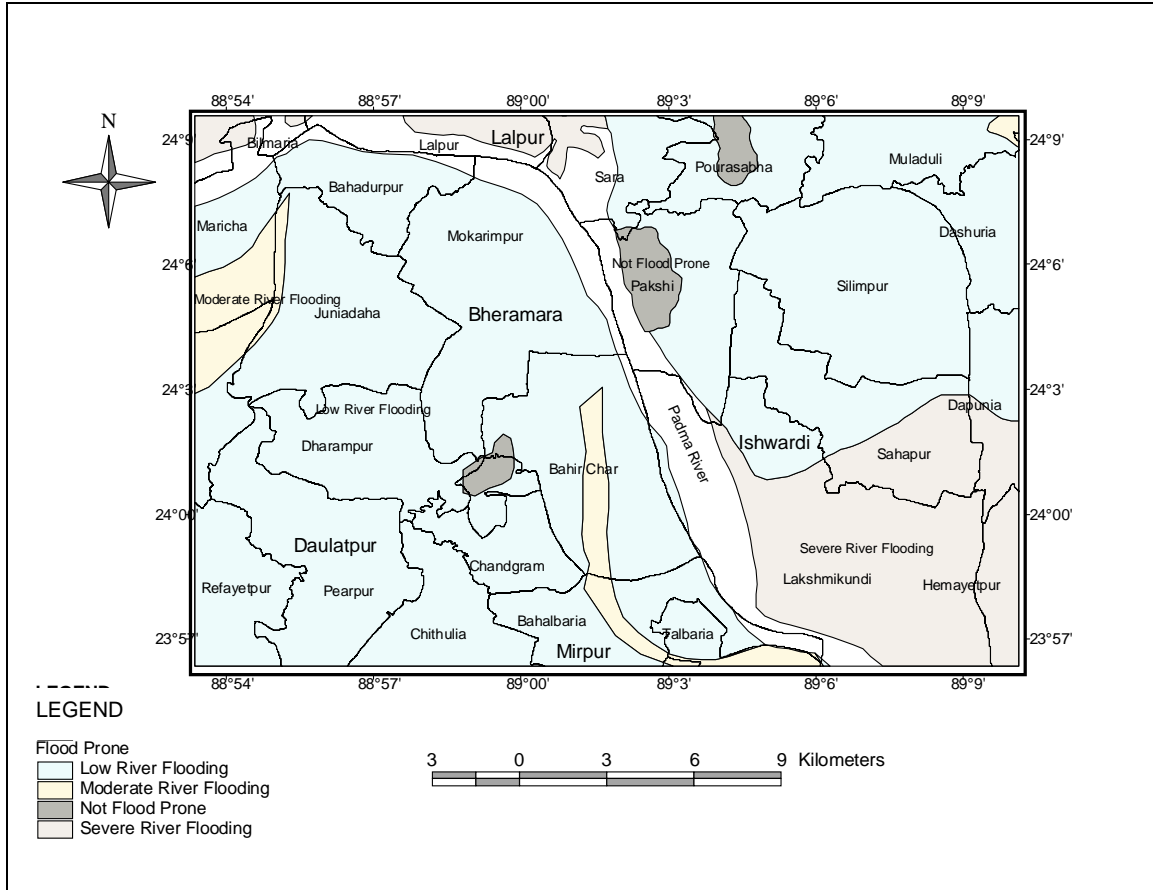 88°54' 88°57' 89°00' 89°3' 89°6' 89°9'
N
24°9' 24°9'
Bilmaria Lalpur Lalpur
Sara Pourasabha Muladuli
Bahadurpur
Maricha Mokarimpur Dashuria
24°6' Not Flood Prone 24°6'
Pakshi Silimpur
Moderate River Flooding
Juniadaha Bheramara
24°3' 24°3'
Low River Flooding Dapunia
Dharampur Padma River Ishwardi
Bahir Char Sahapur
24°00' 24°00'
Daulatpur Severe River Flooding
Chandgram Lakshmikundi
Refayetpur Pearpur Hemayetpur
Bahalbaria
Chithulia Talbaria
23°57' 23°57'
Mirpur
88°54' 88°57' 89°00' 89°3' 89°6' 89°9'
LEGEND
LEGEND
Flood Prone
Low River Flooding
Moderate River Flooding
Not Flood Prone
Severe River Flooding
3 0 3 6 9 Kilometers